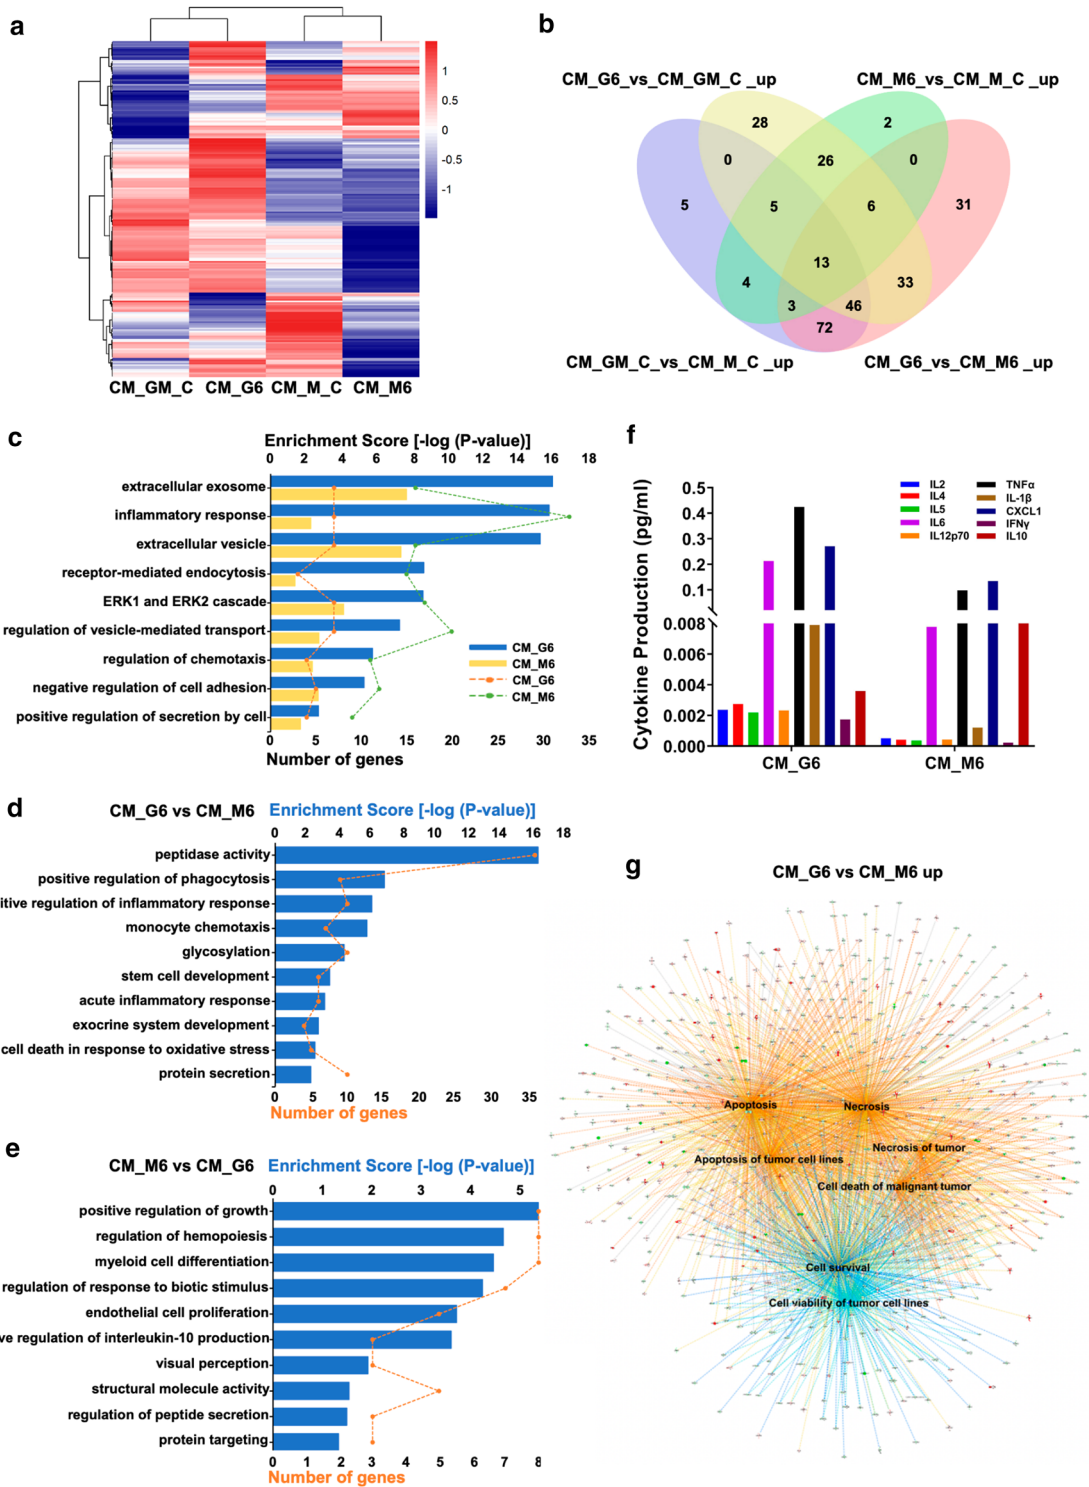 a
1
0.5
0
-0.5
-1
CM_GM_C CM_G6 CM_M_C CM_M6
b
CM_G6_vs_CM_GM_C _up
CM_M6_vs_CM_M_C _up
28
2
0
26
0
5
5
6
31
13
4
33
3
46
72
CM_GM_C_vs_CM_M_C _up
CM_G6_vs_CM_M6 _up
c
Enrichment Score [-log (P-value)]
0 2 4 6 8 10 12 14 16 18
extracellular exosome
inflammatory response
extracellular vesicle
receptor-mediated endocytosis
ERK1 and ERK2 cascade
regulation of vesicle-mediated transport
regulation of chemotaxis
negative regulation of cell adhesion
positive regulation of secretion by cell
CM_G6
CM_M6
CM_G6
CM_M6
0 5 10 15 20 25 30 35
Number of genes
f
Cytokine Production (pg/ml)
0.5
0.4
0.3
0.2
0.1
0.008
0.006
0.004
0.002
0.000
IL2
IL4
IL5
IL6
IL12p70
TNFα
IL-1β
CXCL1
IFNγ
IL10
CM_G6
CM_M6
d
CM_G6 vs CM_M6
Enrichment Score [-log (P-value)]
0 2 4 6 8 10 12 14 16 18
peptidase activity
positive regulation of phagocytosis
itive regulation of inflammatory response
monocyte chemotaxis
glycosylation
stem cell development
acute inflammatory response
exocrine system development
cell death in response to oxidative stress
protein secretion
0 5 10 15 20 25 30 35
Number of genes
e
CM_M6 vs CM_G6
Enrichment Score [-log (P-value)]
0 1 2 3 4 5
positive regulation of growth
regulation of hemopoiesis
myeloid cell differentiation
regulation of response to biotic stimulus
endothelial cell proliferation
ve regulation of interleukin-10 production
visual perception
structural molecule activity
regulation of peptide secretion
protein targeting
0 1 2 3 4 5 6 7 8
Number of genes
g
CM_G6 vs CM_M6 up
Apoptosis
Necrosis
Necrosis of tumor
Apoptosis of tumor cell lines
Cell death of malignant tumor
Cell survival
Cell viability of tumor cell lines